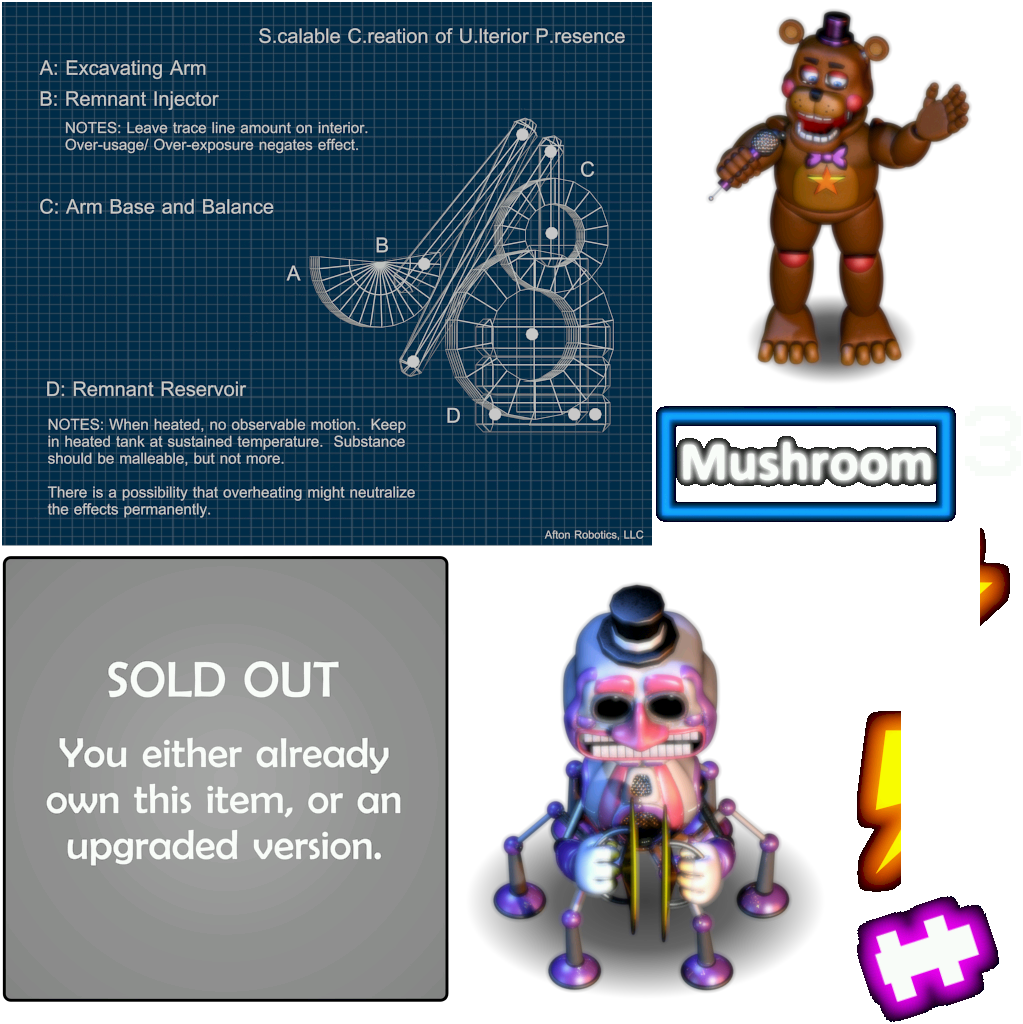 S.calable C.reation of U.lterior P.resence
A: Excavating Arm
B: Remnant Injector
NOTES: Leave trace line amount on interior.
Over-usage/ Over-exposure negates effect.
C: Arm Base and Balance
C
B
A
D: Remnant Reservoir
D
NOTES: When heated, no observable motion. Keep
in heated tank at sustained temperature. Substance
should be malleable, but not more.
There is a possibility that overheating might neutralize
the effects permanently.
Afton Robotics, LLC
Mushroom
3
SOLD OUT
You either already
own this item, or an
upgraded version.